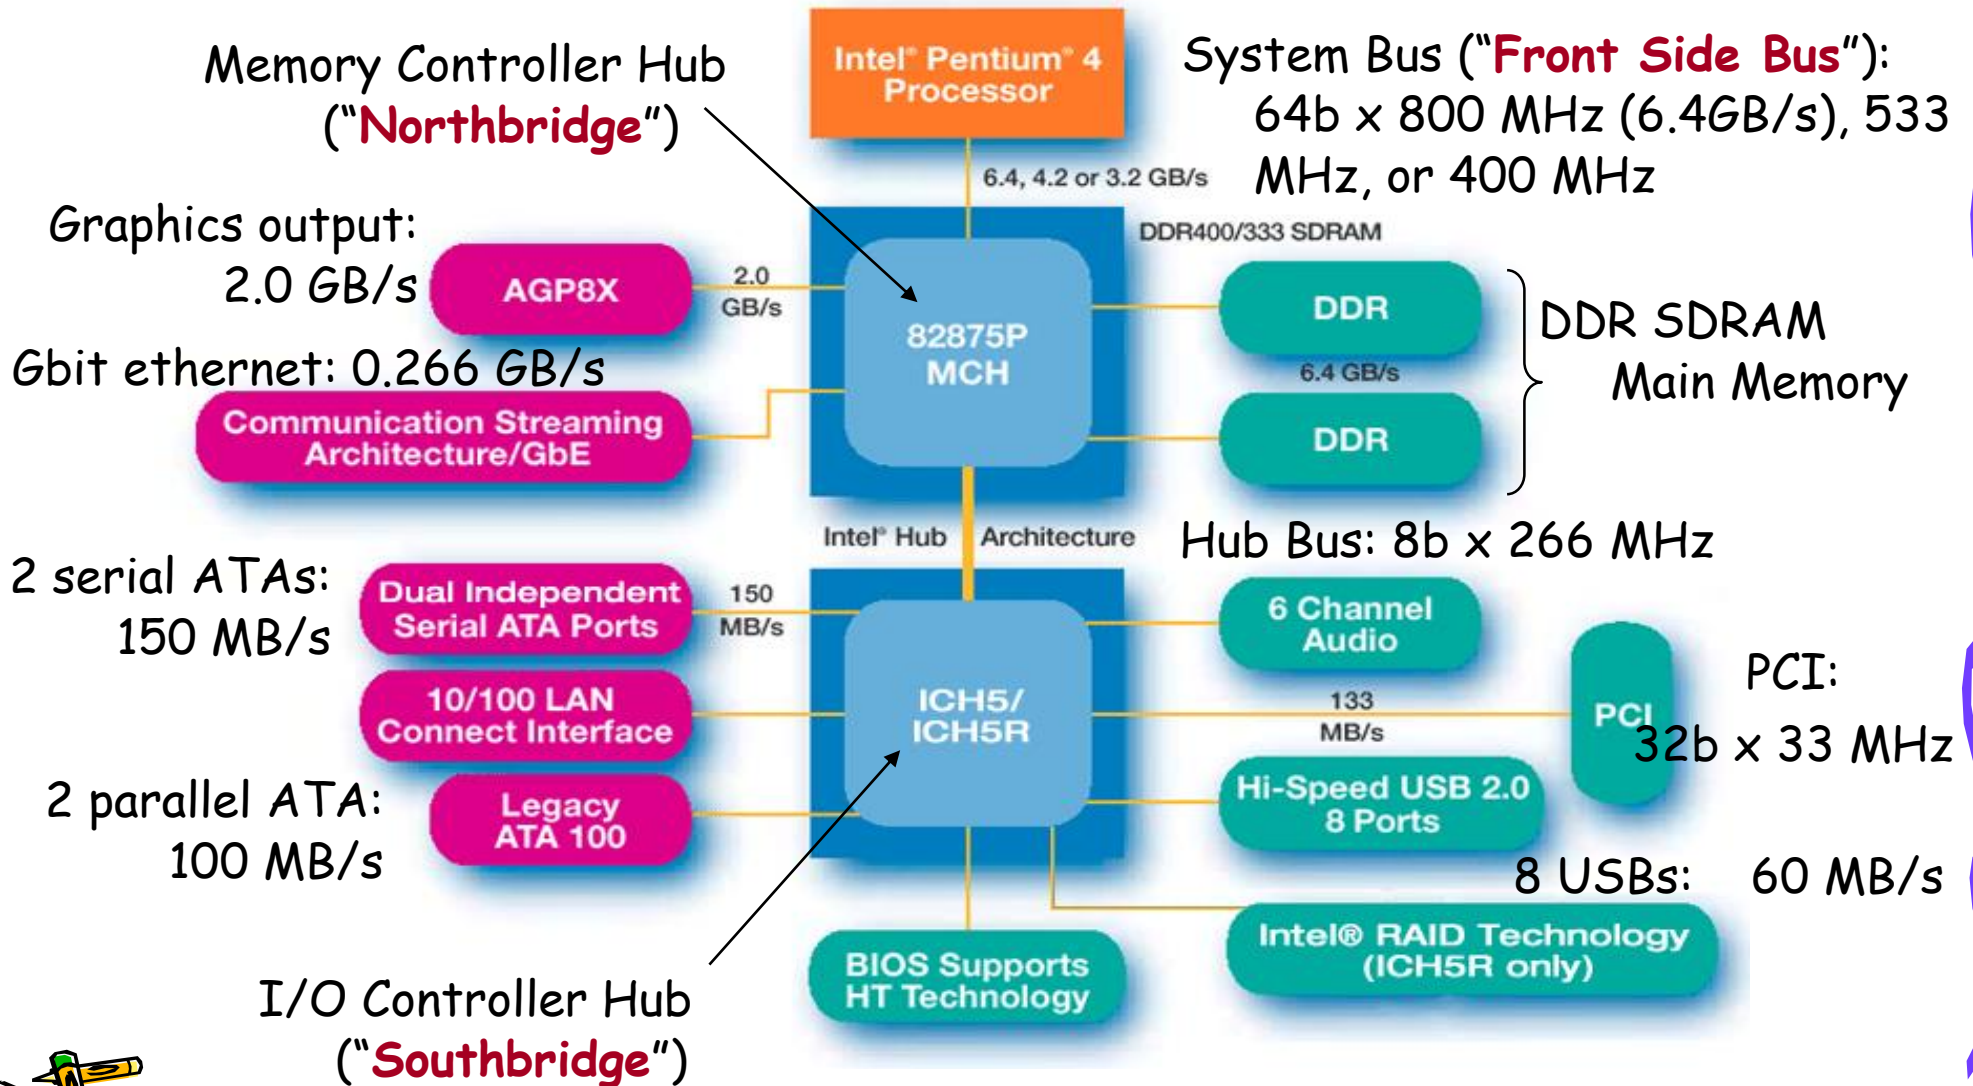 Memory Controller Hub
("Northbridge")
Intel® Pentium® 4
Processor
System Bus ("Front Side Bus"):
64b x 800 MHz (6.4GB/s), 533
MHz, or 400 MHz
6.4, 4.2 or 3.2 GB/s
Graphics output:
2.0 GB/s
AGP8X
2.0
GB/s
82875P
MCH
DDR400/333 SDRAM
DDR
6.4 GB/s
DDR
DDR SDRAM
Main Memory
Gbit ethernet: 0.266 GB/s
Communication Streaming
Architecture/GbE
Intel® Hub Architecture
Hub Bus: 8b x 266 MHz
2 serial ATAs:
150 MB/s
Dual Independent
Serial ATA Ports
150
MB/s
6 Channel
Audio
10/100 LAN
Connect Interface
ICH5/
ICH5R
133
MB/s
PCI
PCI:
32b x 33 MHz
2 parallel ATA:
100 MB/s
Legacy
ATA 100
Hi-Speed USB 2.0
8 Ports
8 USBs: 60 MB/s
Intel® RAID Technology
(ICH5R only)
BIOS Supports
HT Technology
I/O Controller Hub
("Southbridge")